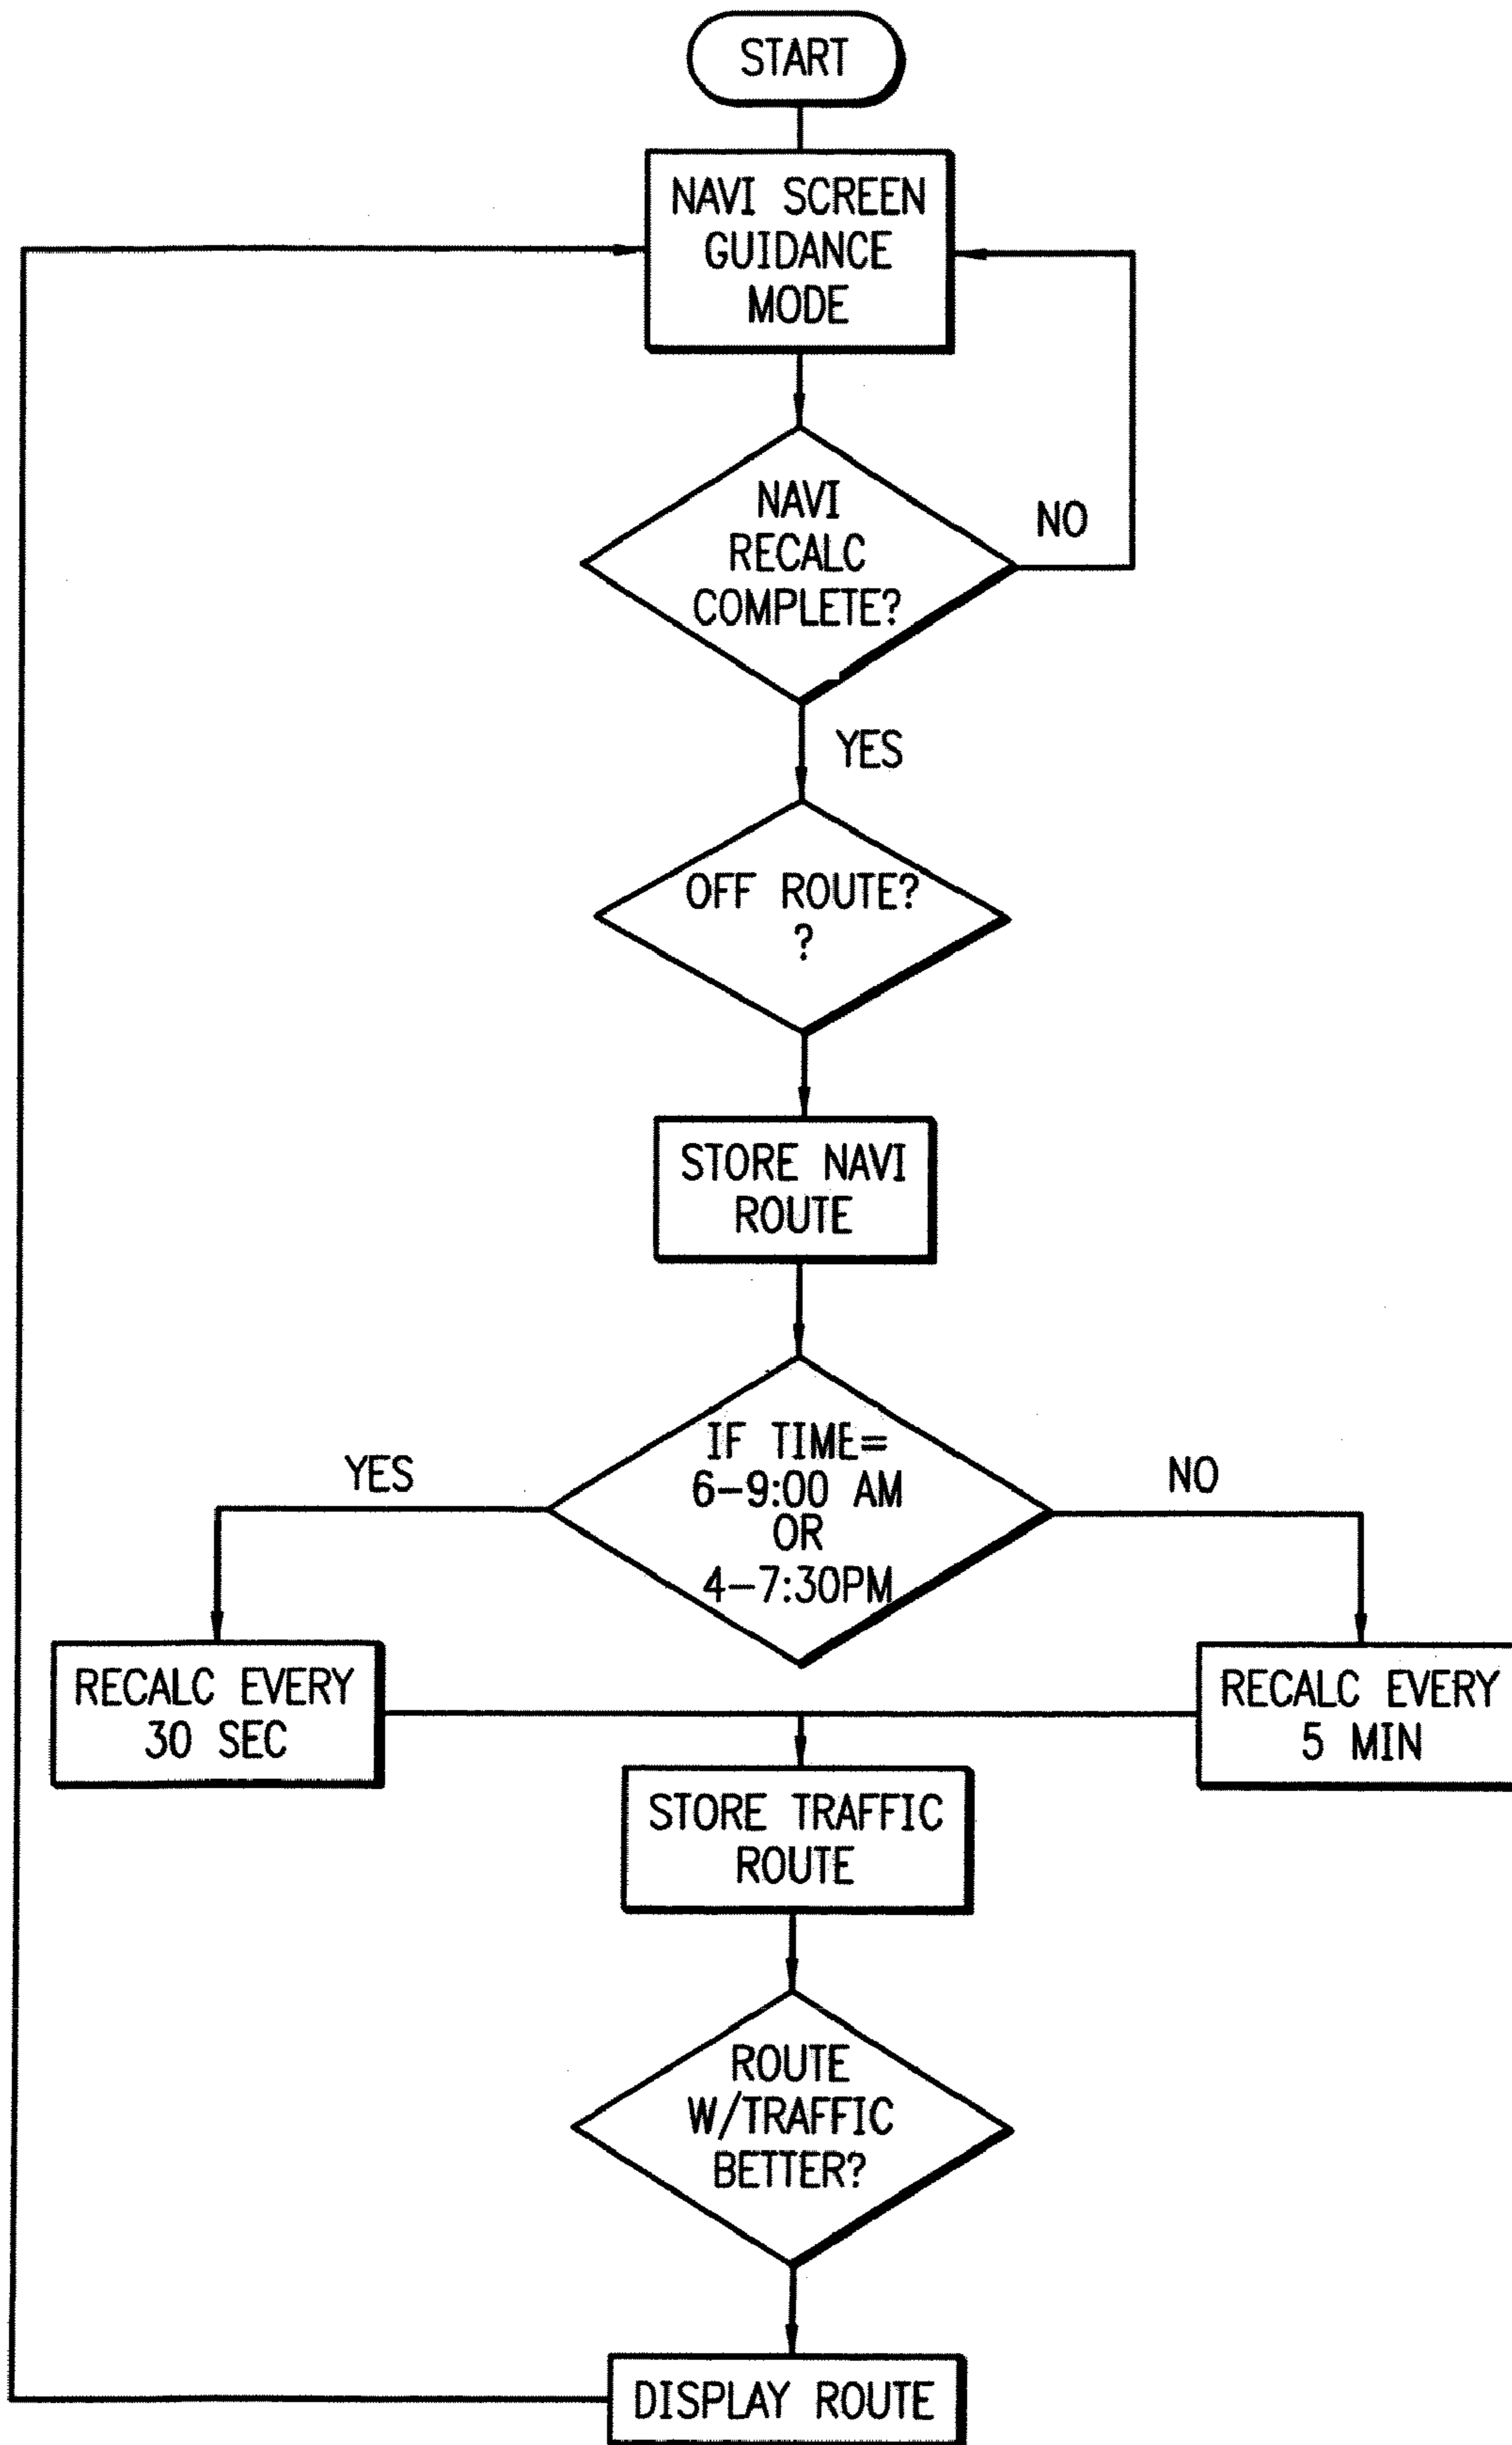 START
NAVI SCREEN
GUIDANCE
MODE
NAVI
RECALC
COMPLETE?
NO
YES
OFF ROUTE?
?
STORE NAVI
ROUTE
IF TIME=
6-9:00 AM
OR
4-7:30PM
YES
NO
RECALC EVERY
30 SEC
RECALC EVERY
5 MIN
STORE TRAFFIC
ROUTE
ROUTE
W/TRAFFIC
BETTER?
DISPLAY ROUTE